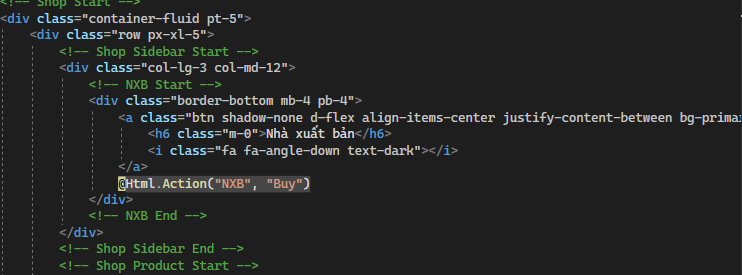 <!-- Shop Start -->
<div class="container-fluid pt-5">
<div class="row px-xl-5">
<!-- Shop Sidebar Start -->
<div class="col-lg-3 col-md-12">
<!-- NXB Start -->
<div class="border-bottom mb-4 pb-4">
<a class="btn shadow-none d-flex align-items-center justify-content-between bg-primar
<h6 class="m-0">Nhà xuất bản</h6>
<i class="fa fa-angle-down text-dark"></i>
</a>
@Html.Action("NXB", "Buy")
</div>
<!-- NXB End -->
</div>
<!-- Shop Sidebar End -->
<!-- Shop Product Start -->